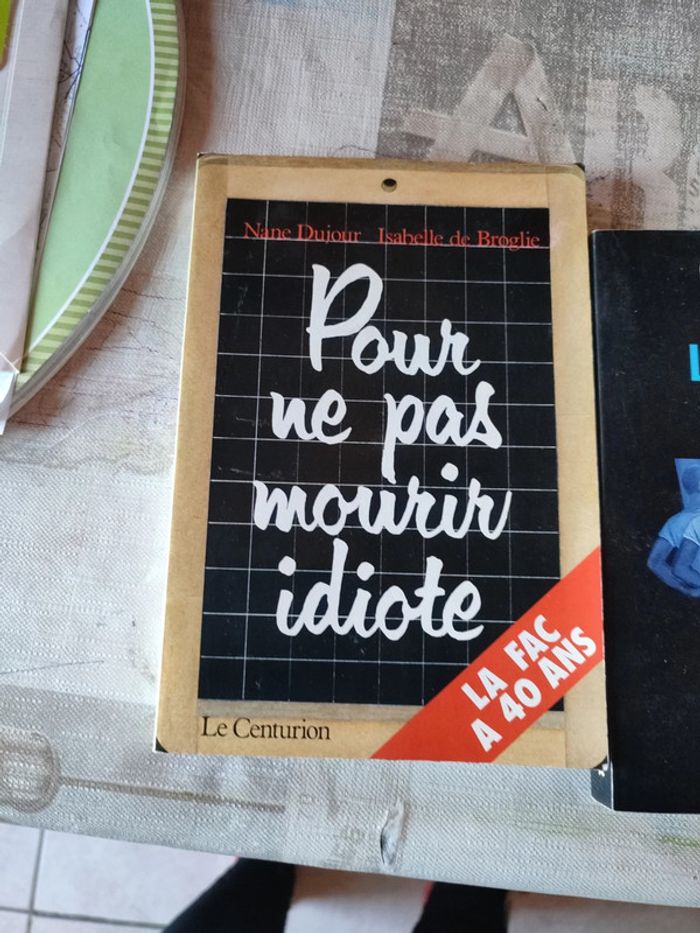 Nane Dujour Isabelle de Broglie
Pour
ne pas
mourir
idiote
LA FAC
A 40 ANS
Le Centurion